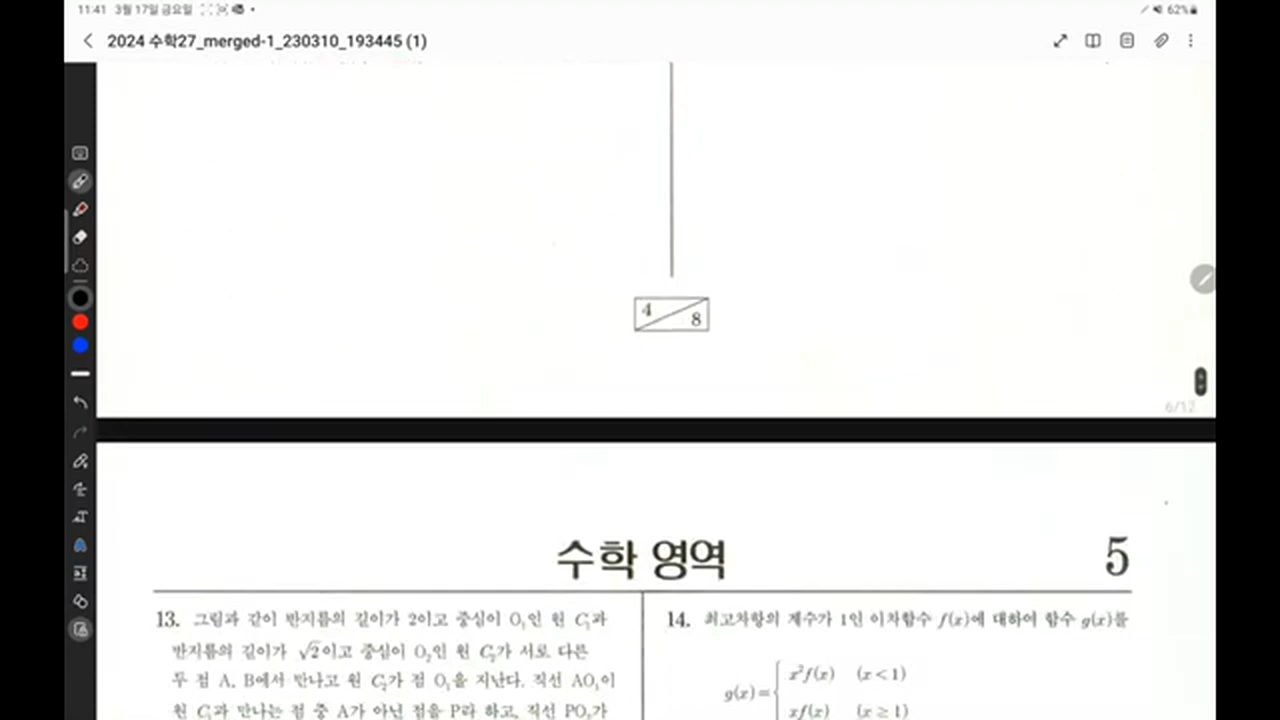 11:41 3월 17일 금요일
62%
2024 수학27_merged-1_230310_193445 (1)
4 8
6/12
수학 영역
5
13. 그림과 같이 반지름의 길이가 2이고 중심이 O₁인 원 C₁과
반지름의 길이가 √2이고 중심이 O₂인 원 C₂가 서로 다른
두 점 A, B에서 만나고 원 C₂가 점 O₁을 지난다. 직선 AO₁이
원 C₁과 만나는 점 중 A가 아닌 점을 P라 하고, 직선 PO₂가
14. 최고차항의 계수가 1인 이차함수 f(x)에 대하여 함수 g(x)를
g(x)={ x²f(x) (x<1)
xf(x) (x≥1)